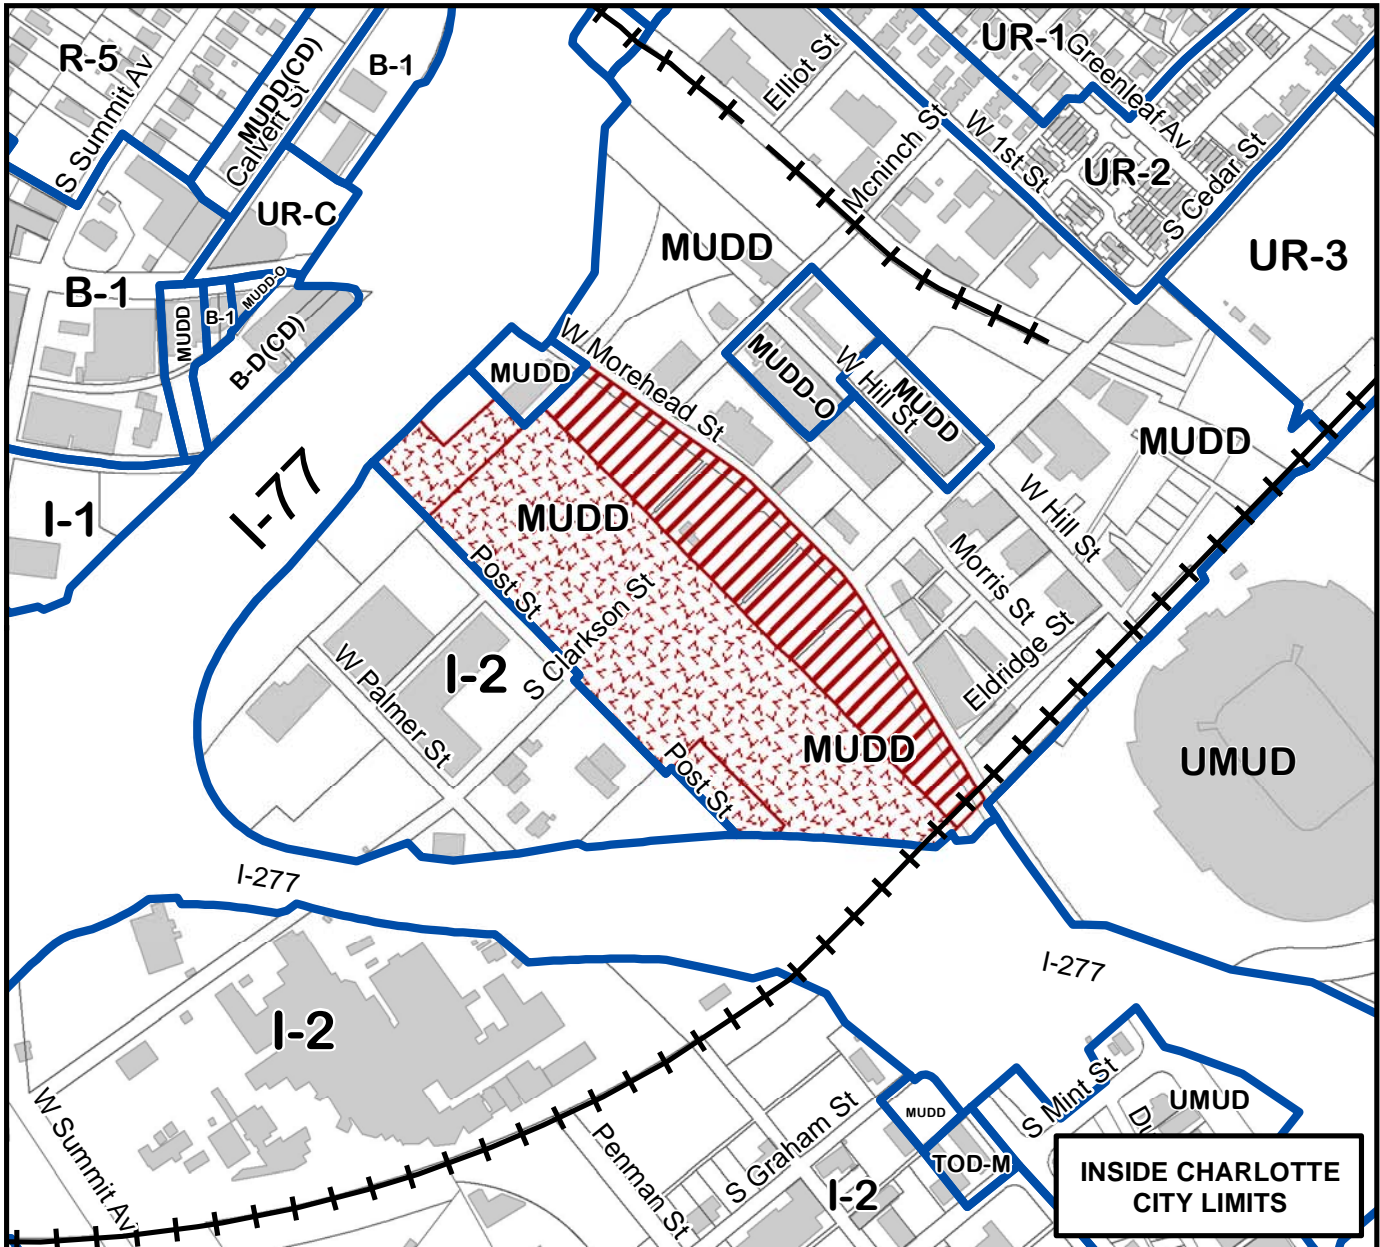 R-5
S Summit Av
MUDD(CD)
Calvert St
B-1
UR-C
Elliot St
UR-1
Greenleaf Av
W 1st St
UR-2
S Cedar St
Mcninch St
MUDD
UR-3
B-1
MUDD
B-1
MUDD-O
B-D(CD)
MUDD
W Morehead St
MUDD-O
W Hill St
MUDD
MUDD
I-1
I-77
MUDD
W Hill St
Morris St
Eldridge St
Post St
S Clarkson St
I-2
W Palmer St
MUDD
Post St
UMUD
I-277
I-277
I-2
W Summit Av
Penman St
S Graham St
I-2
MUDD
TOD-M
S Mint St
UMUD
Du
INSIDE CHARLOTTE
CITY LIMITS